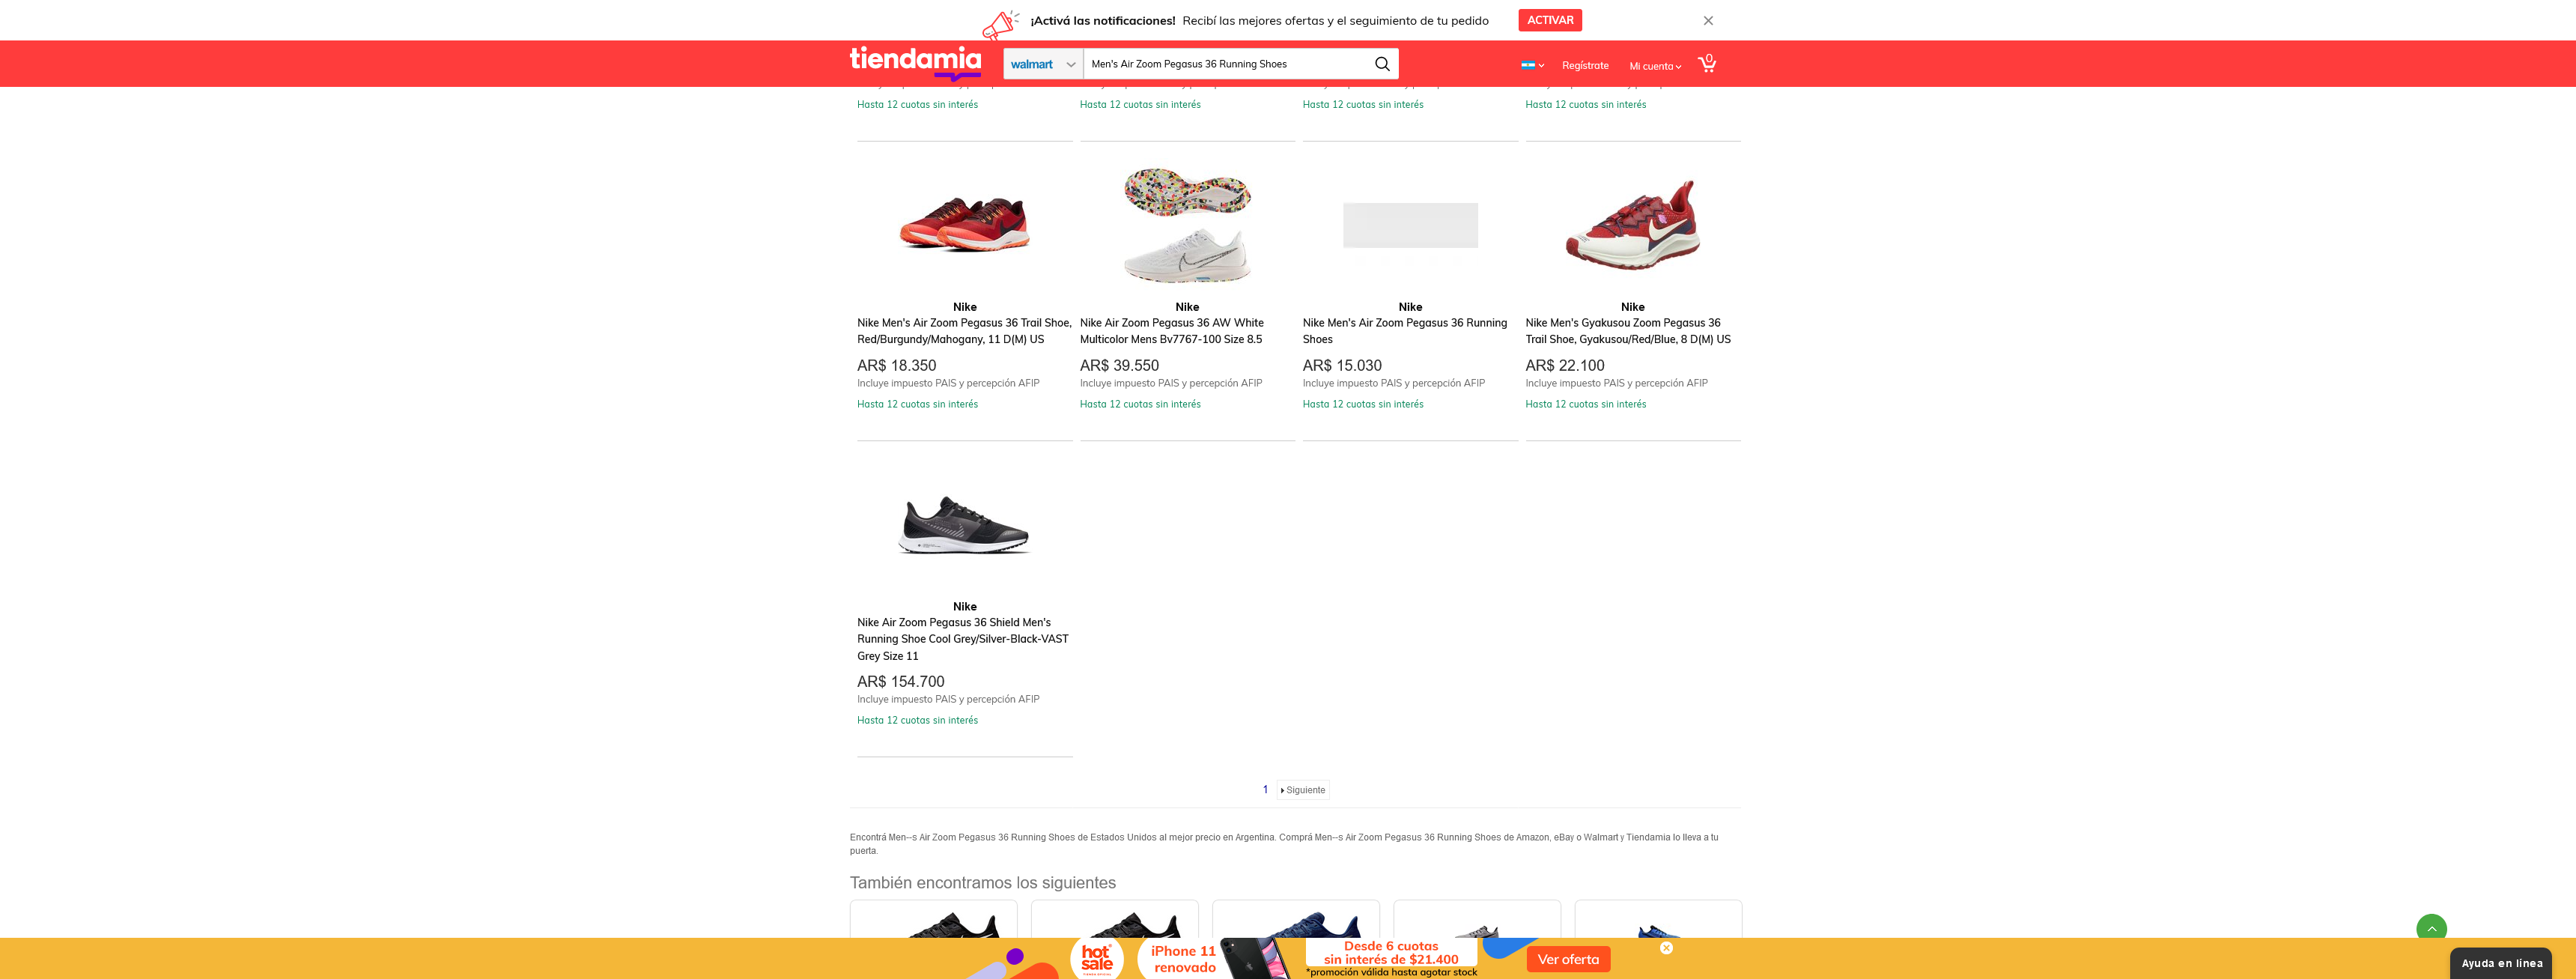 ¡Activá las notificaciones! Recibí las mejores ofertas y el seguimiento de tu pedido
ACTIVAR
tiendamia
walmart
Men's Air Zoom Pegasus 36 Running Shoes
Regístrate
Mi cuenta
0
Hasta 12 cuotas sin interés
Hasta 12 cuotas sin interés
Hasta 12 cuotas sin interés
Hasta 12 cuotas sin interés
Nike
Nike Men's Air Zoom Pegasus 36 Trail Shoe,
Red/Burgundy/Mahogany, 11 D(M) US
AR$ 18.350
Incluye impuesto PAIS y percepción AFIP
Hasta 12 cuotas sin interés
Nike
Nike Air Zoom Pegasus 36 AW White
Multicolor Mens Bv7767-100 Size 8.5
AR$ 39.550
Incluye impuesto PAIS y percepción AFIP
Hasta 12 cuotas sin interés
Nike
Nike Men's Air Zoom Pegasus 36 Running
Shoes
AR$ 15.030
Incluye impuesto PAIS y percepción AFIP
Hasta 12 cuotas sin interés
Nike
Nike Men's Gyakusou Zoom Pegasus 36
Trail Shoe, Gyakusou/Red/Blue, 8 D(M) US
AR$ 22.100
Incluye impuesto PAIS y percepción AFIP
Hasta 12 cuotas sin interés
Nike
Nike Air Zoom Pegasus 36 Shield Men's
Running Shoe Cool Grey/Silver-Black-VAST
Grey Size 11
AR$ 154.700
Incluye impuesto PAIS y percepción AFIP
Hasta 12 cuotas sin interés
1 Siguiente
Encontrá Men--s Air Zoom Pegasus 36 Running Shoes de Estados Unidos al mejor precio en Argentina. Comprá Men--s Air Zoom Pegasus 36 Running Shoes de Amazon, eBay o Walmart y Tiendamia lo lleva a tu
puerta.
También encontramos los siguientes
hot
sale
iPhone 11
renovado
Desde 6 cuotas
sin interés de $21.400
*promoción válida hasta agotar stock
Ver oferta
Ayuda en línea